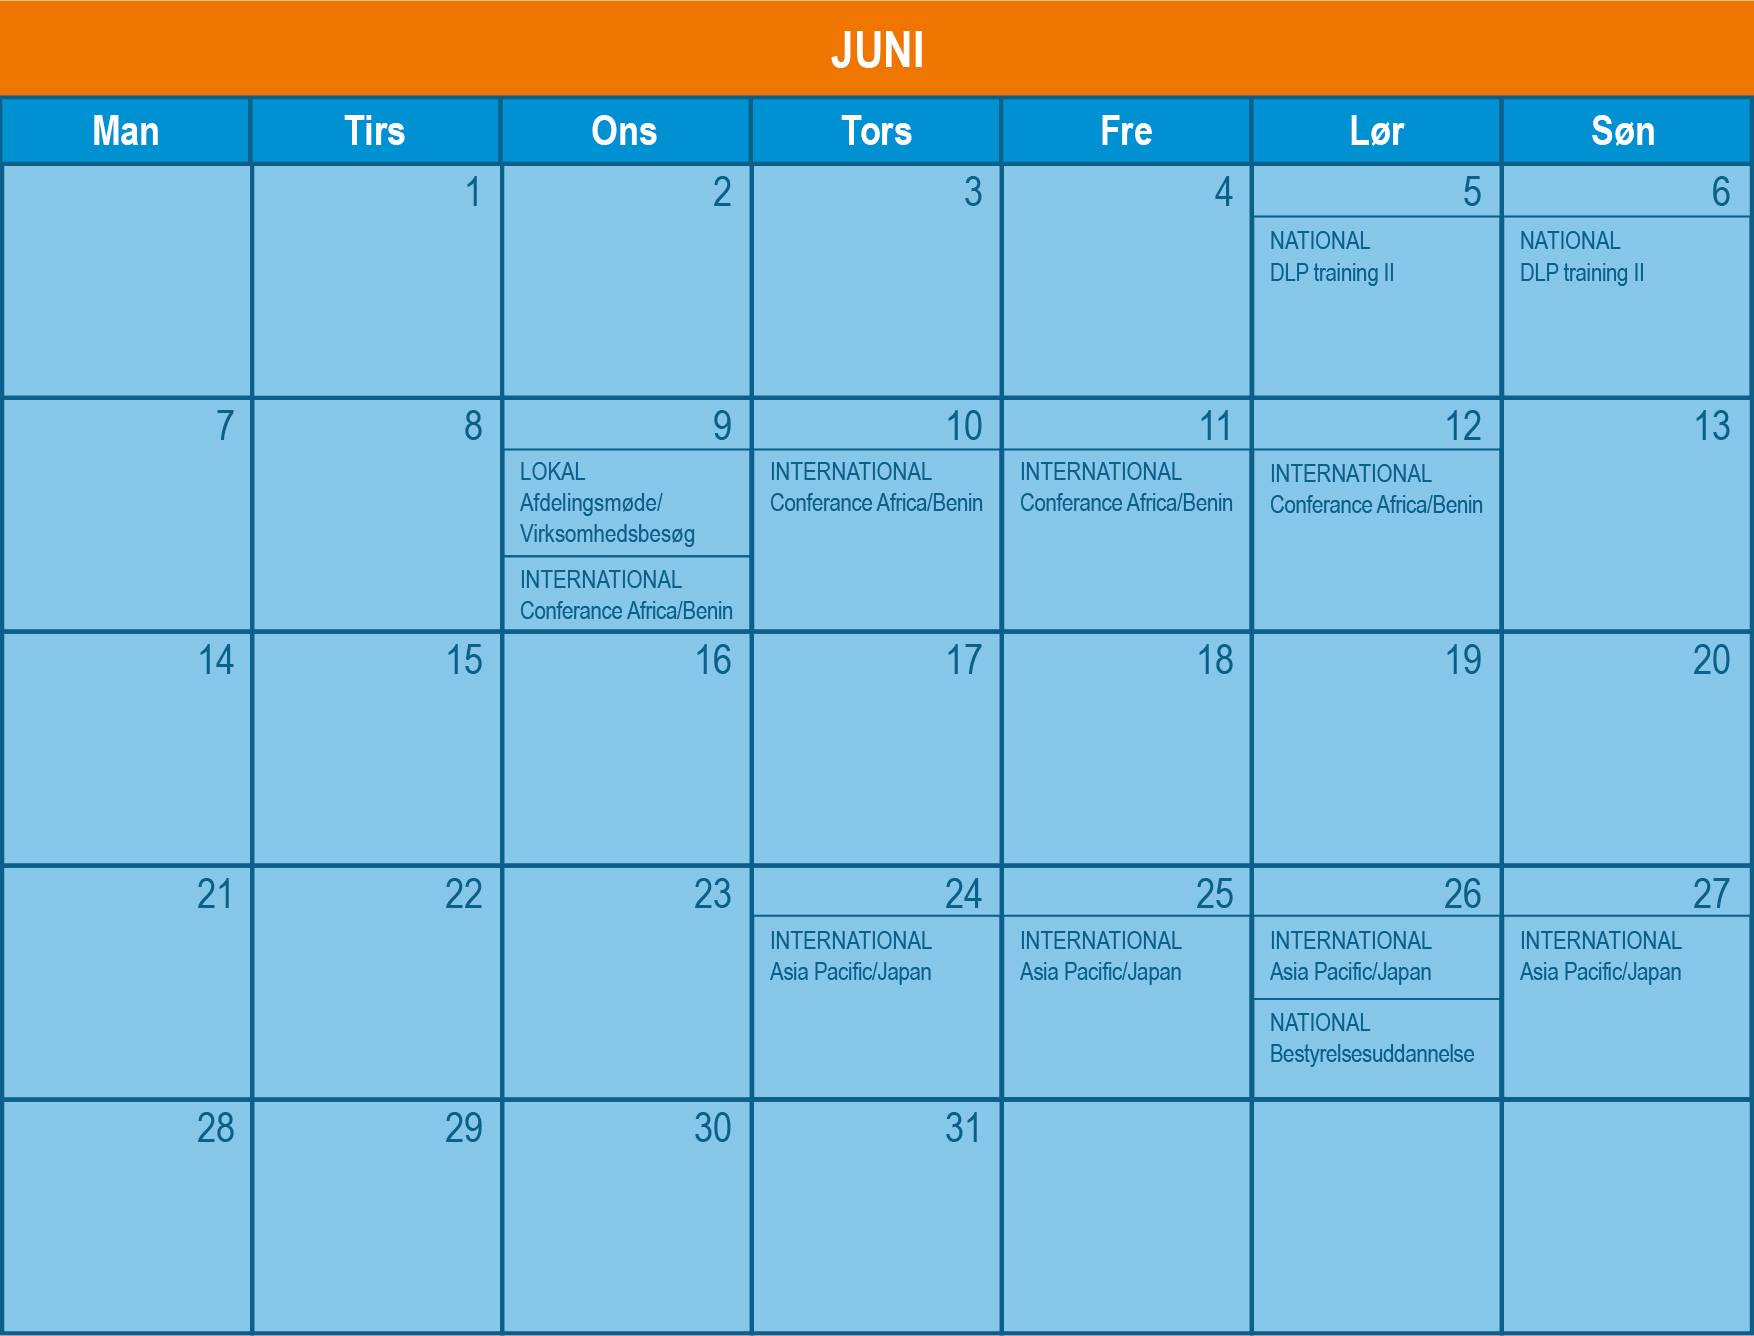 JUNI
Man Tirs Ons Tors Fre Lør Søn
1 2 3 4 5 6
NATIONAL
DLP training II
NATIONAL
DLP training II
7 8 9 10 11 12 13
LOKAL
Afdelingsmøde/
Virksomhedsbesøg
INTERNATIONAL
Conferance Africa/Benin
INTERNATIONAL
Conferance Africa/Benin
INTERNATIONAL
Conferance Africa/Benin
INTERNATIONAL
Conferance Africa/Benin
14 15 16 17 18 19 20
21 22 23 24 25 26 27
INTERNATIONAL
Asia Pacific/Japan
INTERNATIONAL
Asia Pacific/Japan
INTERNATIONAL
Asia Pacific/Japan
NATIONAL
Bestyrelsesuddannelse
INTERNATIONAL
Asia Pacific/Japan
28 29 30 31